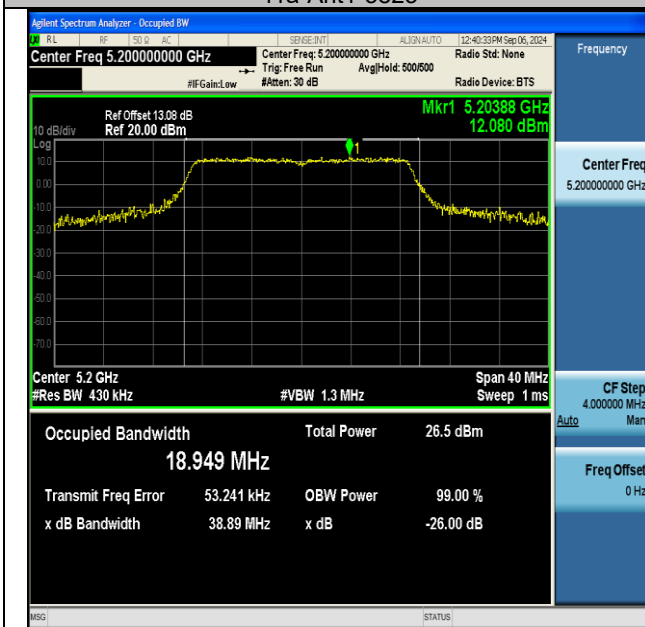 Agilent Spectrum Analyzer - Occupied BW
RL RF 50 Ω AC SENSE:INT ALIGN AUTO 12:40:33 PM Sep 06, 2024
Center Freq 5.200000000 GHz Center Freq: 5.200000000 GHz Radio Std: None Frequency
Trig: Free Run Avg|Hold: 500/500
#IFGain:Low #Atten: 30 dB Radio Device: BTS
Mkr1 5.20388 GHz
12.080 dBm
Ref Offset 13.08 dB
10 dB/div Ref 20.00 dBm
Log
10.0
0.00
-10.0
-20.0
-30.0
-40.0
-50.0
-60.0
-70.0
1
Center Freq
5.200000000 GHz
Center 5.2 GHz Span 40 MHz
#Res BW 430 kHz #VBW 1.3 MHz Sweep 1 ms
CF Step
4.000000 MHz
Auto Man
Occupied Bandwidth Total Power 26.5 dBm
18.949 MHz
Transmit Freq Error 53.241 kHz OBW Power 99.00 %
x dB Bandwidth 38.89 MHz x dB -26.00 dB
Freq Offset
0 Hz
MSG STATUS